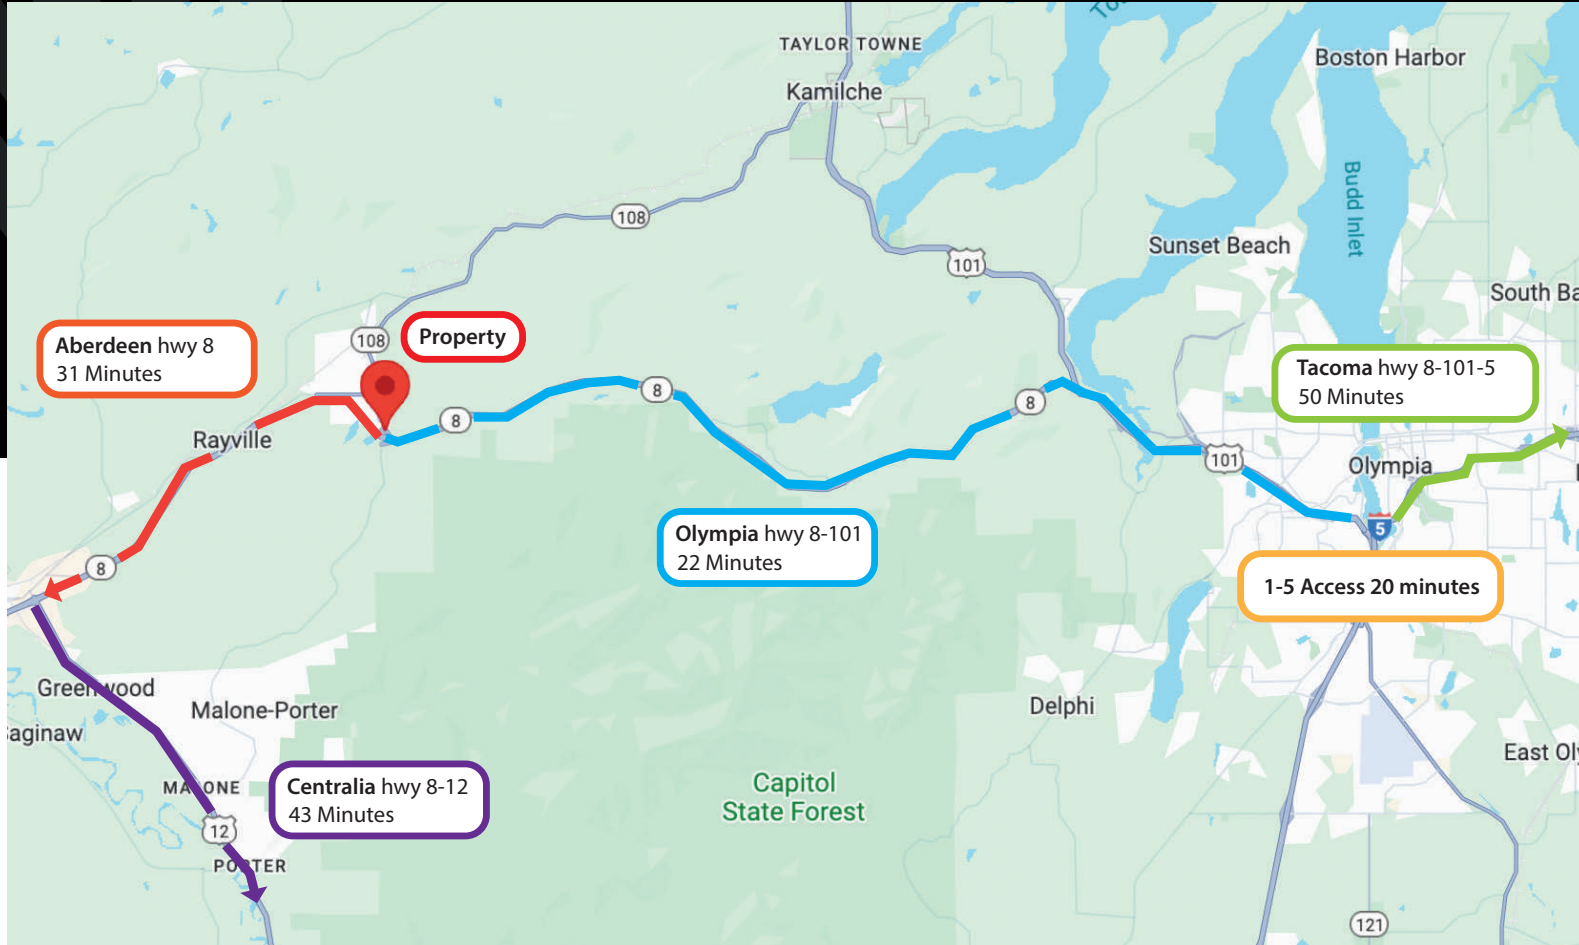 TAYLOR TOWNE
Kamilche
Boston Harbor
Budd Inlet
108
Sunset Beach
101
South Ba
108
Property
Aberdeen hwy 8
31 Minutes
Tacoma hwy 8-101-5
50 Minutes
8
8
8
Rayville
101
Olympia
5
Olympia hwy 8-101
22 Minutes
8
1-5 Access 20 minutes
Greenwood
Malone-Porter
aginaw
Delphi
East Oly
Centralia hwy 8-12
43 Minutes
MALONE
12
PORTER
Capitol
State Forest
121